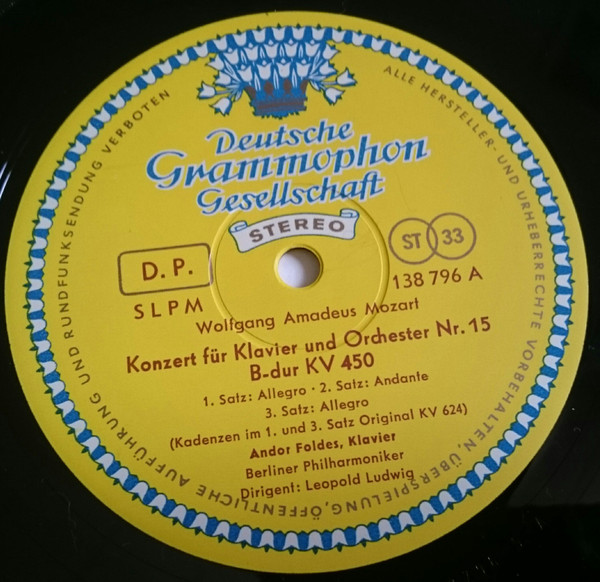 ALLE HERSTELLER- UND URHEBERRECHTE VORBEHALTEN, ÜBERSPIELUNG, ÖFFENTLICHE AUFFÜHRUNG UND RUNDFUNKSENDUNG VERBOTEN
Deutsche
Grammophon
Gesellschaft
STEREO
D. P.
ST 33
SLPM
138 796 A
Wolfgang Amadeus Mozart
Konzert für Klavier und Orchester Nr. 15
B-dur KV 450
1. Satz: Allegro · 2. Satz: Andante
3. Satz: Allegro
(Kadenzen im 1. und 3. Satz Original KV 624)
Andor Foldes, Klavier
Berliner Philharmoniker
Dirigent: Leopold Ludwig